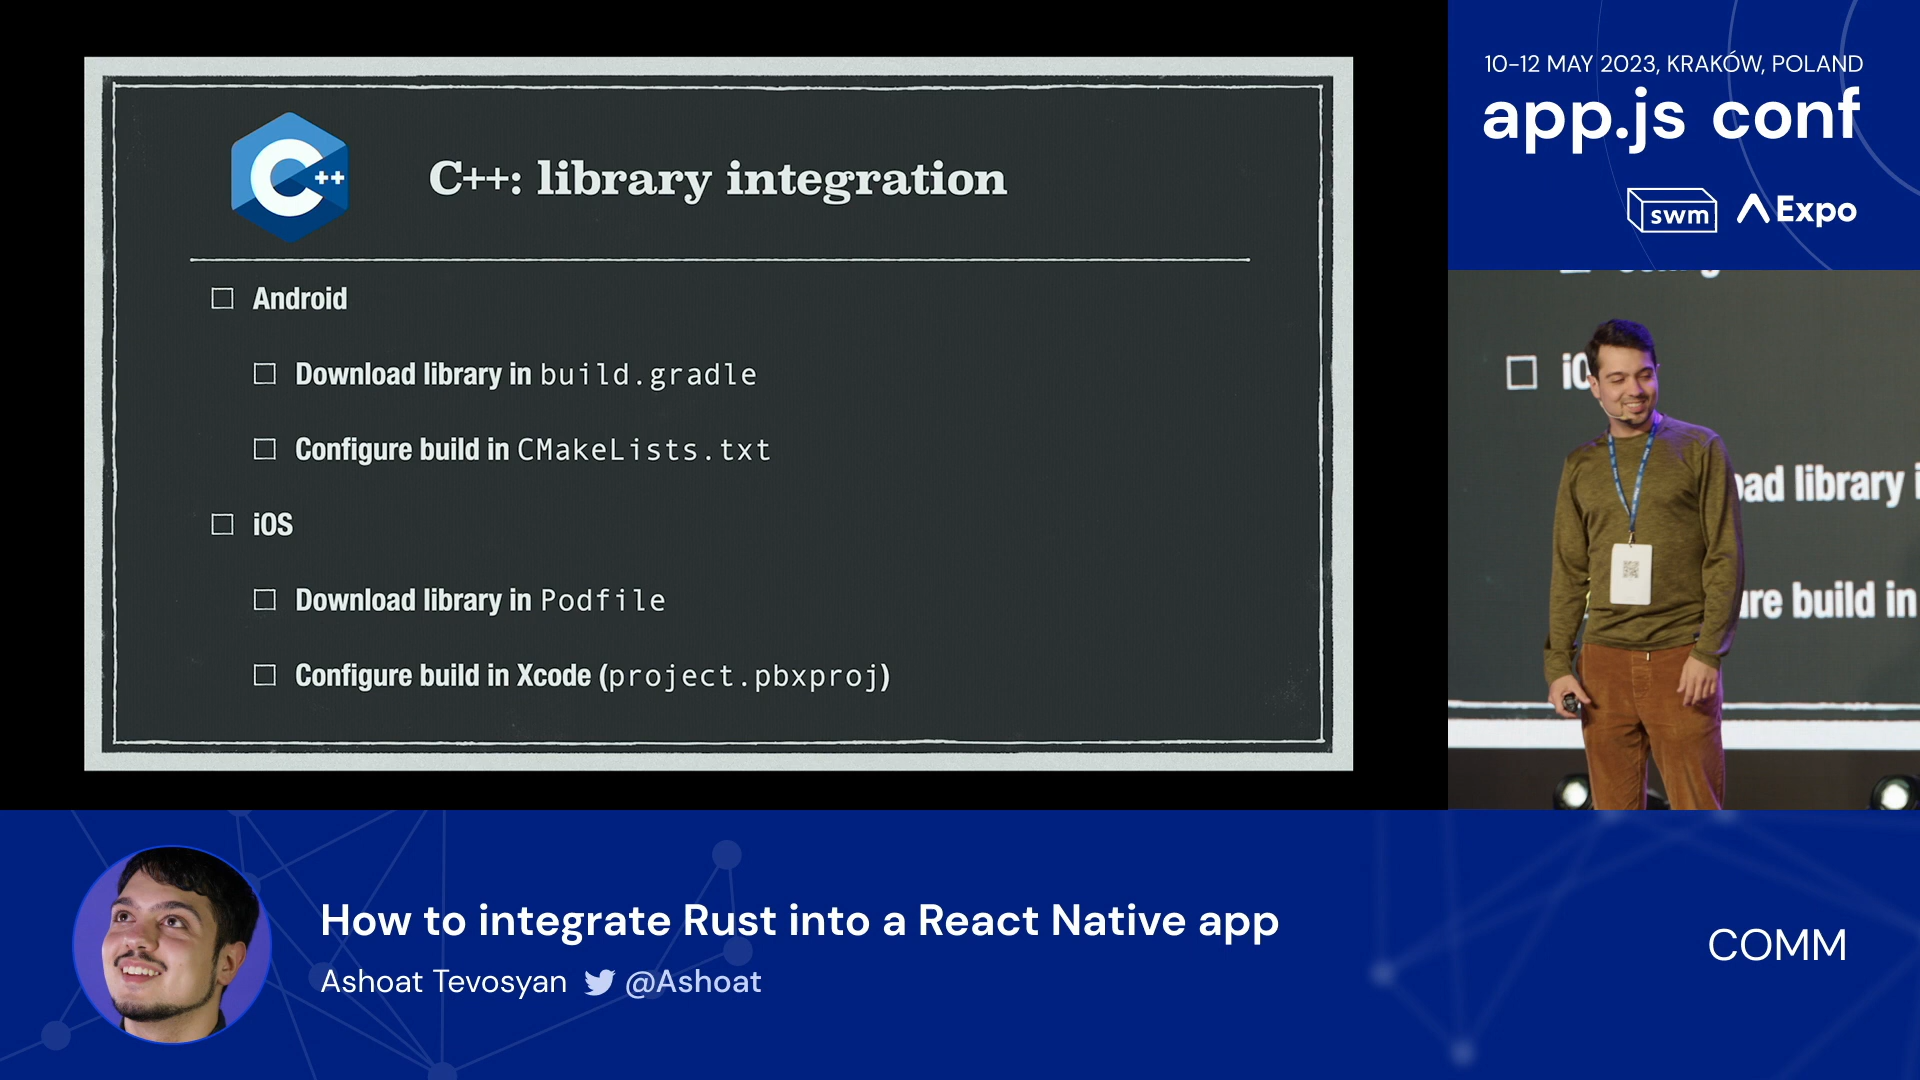 C++: library integration
Android
Download library in build.gradle
Configure build in CMakeLists.txt
iOS
Download library in Podfile
Configure build in Xcode (project.pbxproj)
10-12 MAY 2023, KRAKÓW, POLAND
app.js conf
swm Expo
ad library i
re build in
How to integrate Rust into a React Native app
Ashoat Tevosyan @Ashoat
COMM